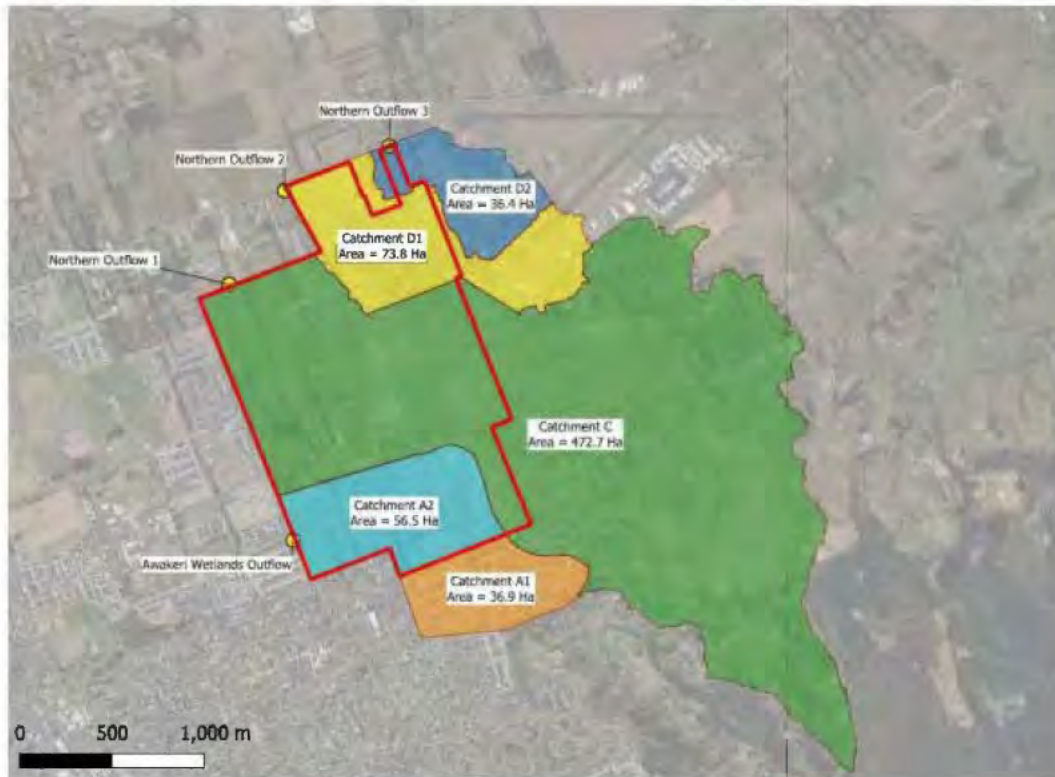 Northern Outflow 3
Northern Outflow 2
Catchment D2
Area = 36.4 Ha
Catchment D1
Area = 73.8 Ha
Northern Outflow 1
Catchment C
Area = 472.7 Ha
Catchment A2
Area = 56.5 Ha
Awakeri Wetlands Outflow
Catchment A1
Area = 36.9 Ha
0 500 1,000 m